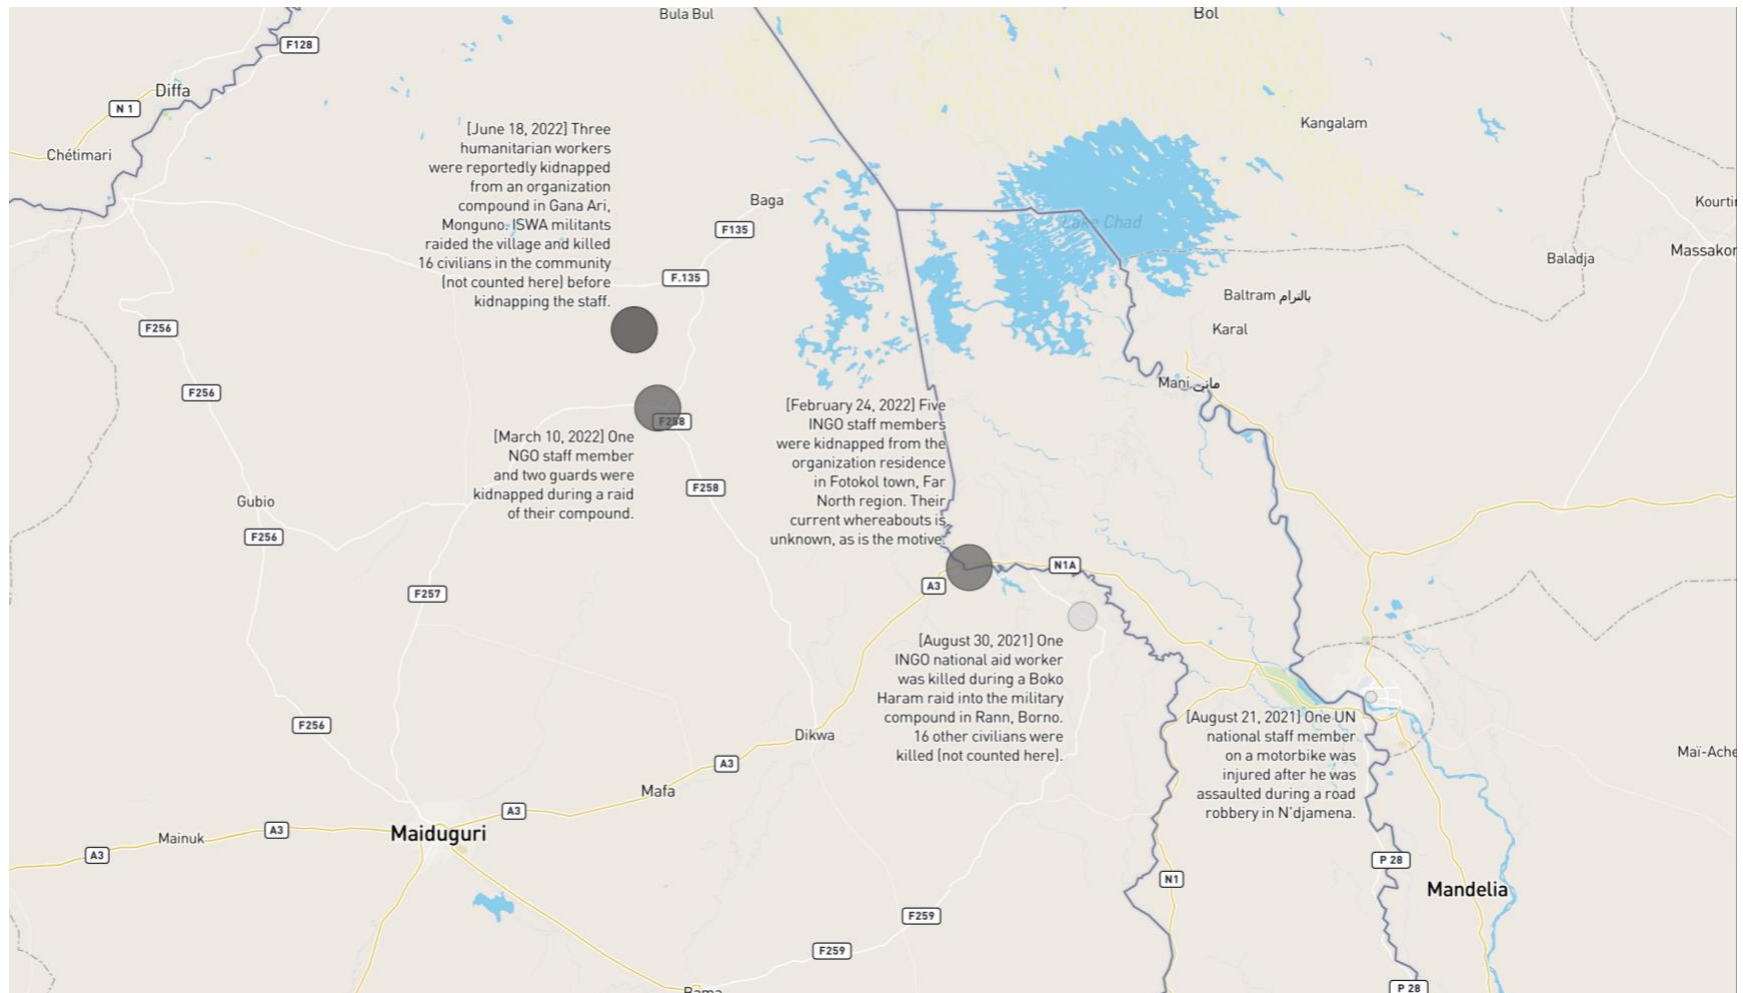 Bula Bul
Bol
F128
Diffa
N 1
Chétimari
[June 18, 2022] Three
humanitarian workers
were reportedly kidnapped
from an organization
compound in Gana Ari,
Monguno. ISWA militants
raided the village and killed
16 civilians in the community
(not counted here) before
kidnapping the staff.
Kangalam
Baga
F135
F.135
Lake Chad
Kourtir
Massakor
Baladja
Baltram بالترام
Karal
Mani ماني
F256
F256
F258
[March 10, 2022] One
NGO staff member
and two guards were
kidnapped during a raid
of their compound.
[February 24, 2022] Five
INGO staff members
were kidnapped from the
organization residence
in Fotokol town, Far
North region. Their
current whereabouts is
unknown, as is the motive.
F258
Gubio
F256
F257
A3
N1A
[August 30, 2021] One
INGO national aid worker
was killed during a Boko
Haram raid into the military
compound in Rann, Borno.
16 other civilians were
killed (not counted here).
[August 21, 2021] One UN
national staff member
on a motorbike was
injured after he was
assaulted during a road
robbery in N'djamena.
F256
Dikwa
Maï-Ache
A3
Mafa
A3
Maiduguri
Mainuk
A3
A3
P 28
N1
Mandelia
F259
F259
Bama
P 28